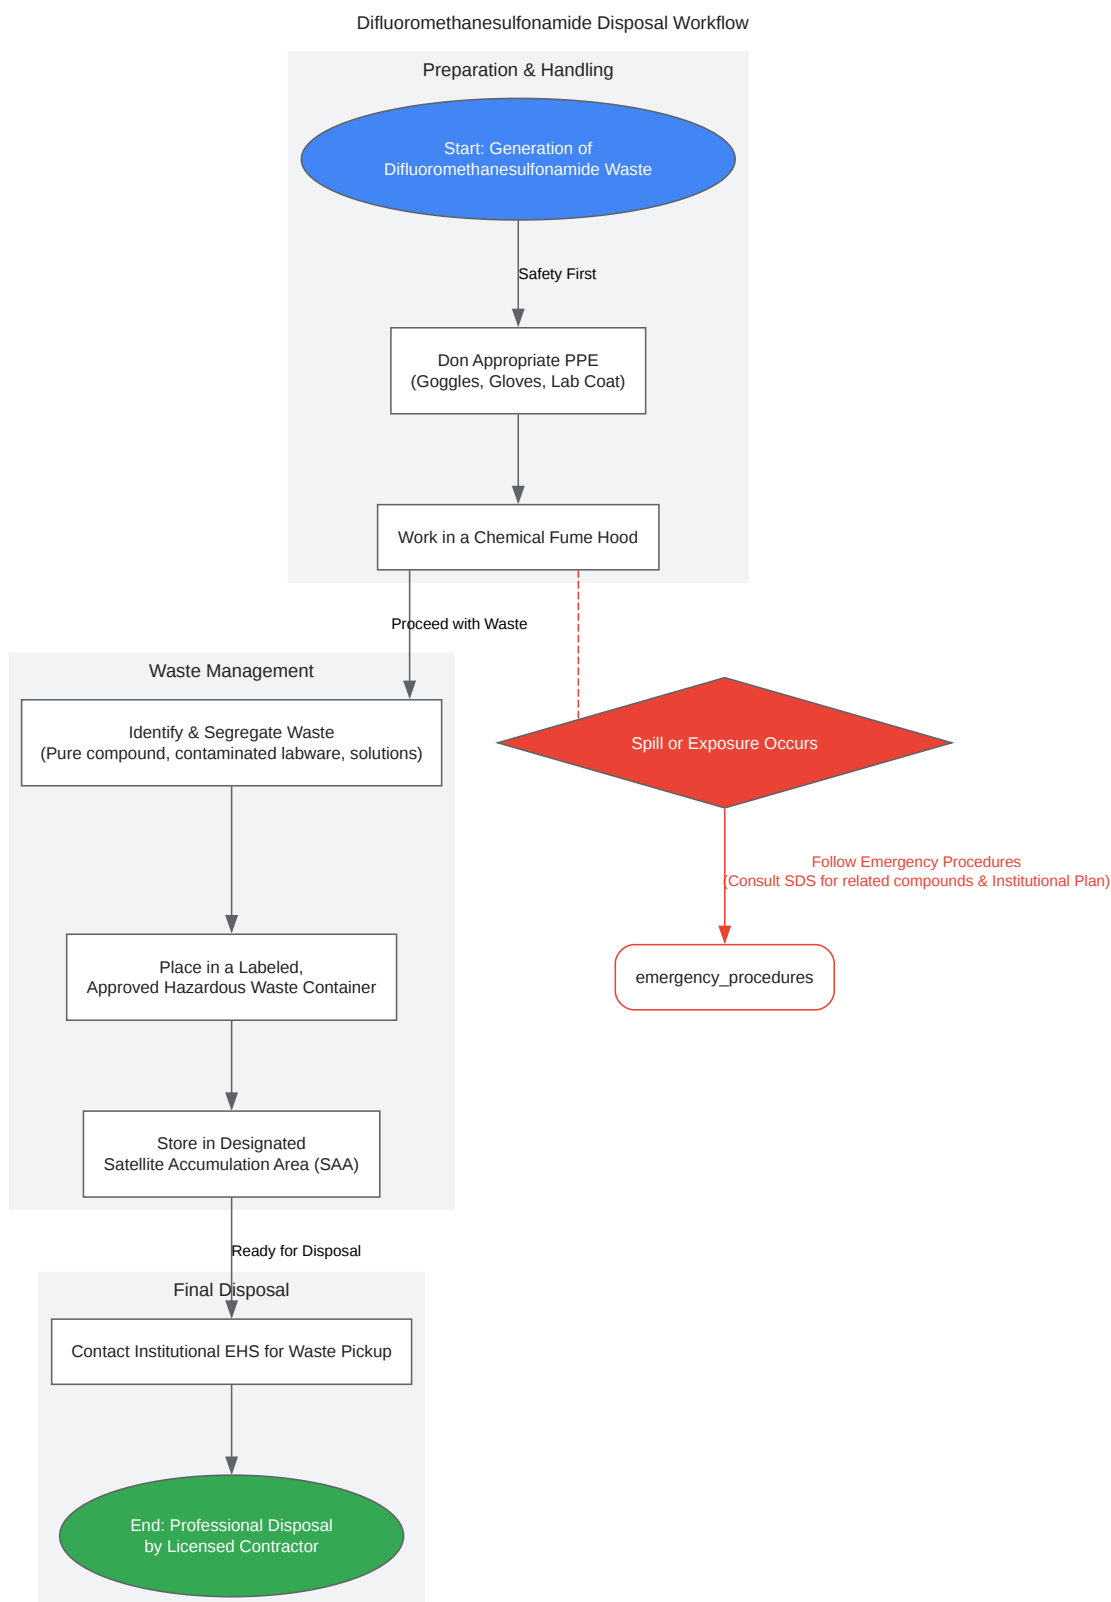 Difluoromethanesulfonamide Disposal Workflow
Preparation & Handling
Start: Generation of
Difluoromethanesulfonamide Waste
Safety First
Don Appropriate PPE
(Goggles, Gloves, Lab Coat)
Work in a Chemical Fume Hood
Proceed with Waste
Waste Management
Identify & Segregate Waste
(Pure compound, contaminated labware, solutions)
Spill or Exposure Occurs
Follow Emergency Procedures
(Consult SDS for related compounds & Institutional Plan)
emergency_procedures
Place in a Labeled,
Approved Hazardous Waste Container
Store in Designated
Satellite Accumulation Area (SAA)
Ready for Disposal
Final Disposal
Contact Institutional EHS for Waste Pickup
End: Professional Disposal
by Licensed Contractor